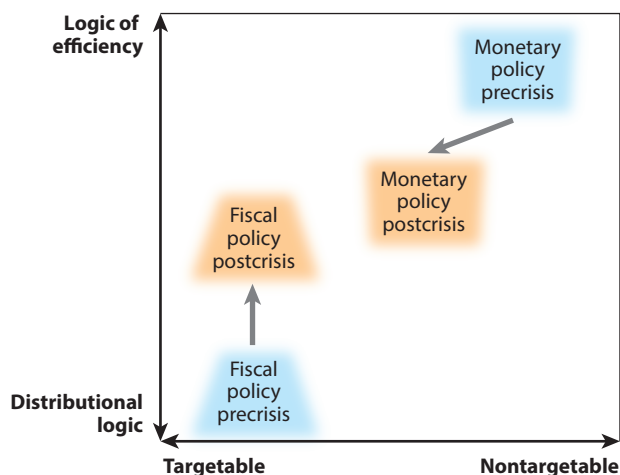 Logic of
efficiency
Monetary
policy
precrisis
Monetary
policy
postcrisis
Fiscal
policy
postcrisis
Fiscal
policy
precrisis
Distributional
logic
Targetable
Nontargetable